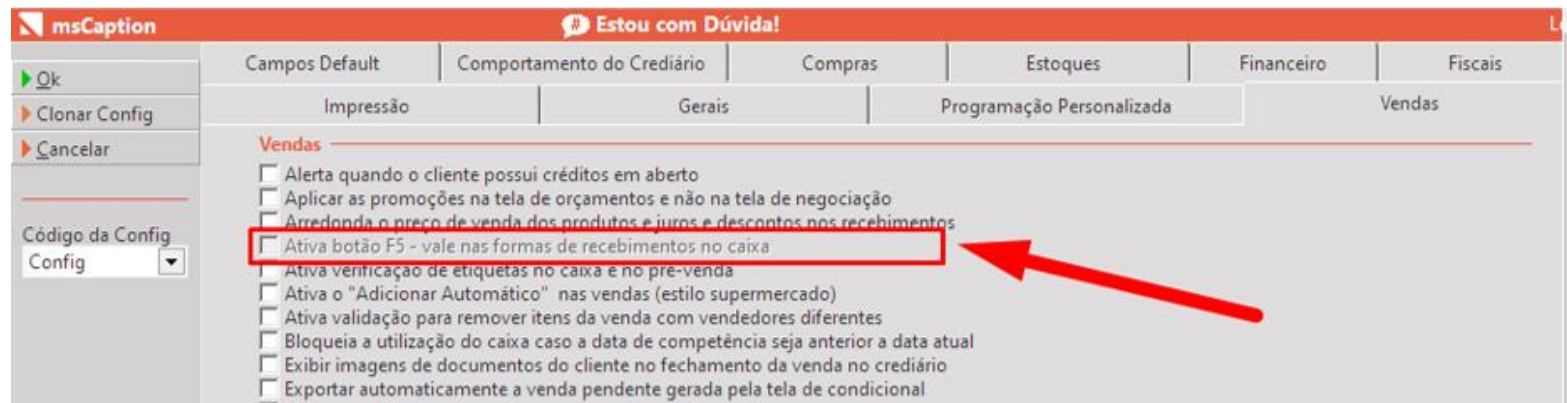 msCaption
# Estou com Dúvida!
Ok
Clonar Config
Cancelar
Código da Config
Config
Campos Default
Comportamento do Crediário
Compras
Estoques
Financeiro
Fiscais
Impressão
Gerais
Programação Personalizada
Vendas
Vendas
Alerta quando o cliente possui créditos em aberto
Aplicar as promoções na tela de orçamentos e não na tela de negociação
Arredonda o preço de venda dos produtos e juros e descontos nos recebimentos
Ativa botão F5 - vale nas formas de recebimentos no caixa
Ativa verificação de etiquetas no caixa e no pré-venda
Ativa o "Adicionar Automático" nas vendas (estilo supermercado)
Ativa validação para remover itens da venda com vendedores diferentes
Bloqueia a utilização do caixa caso a data de competência seja anterior a data atual
Exibir imagens de documentos do cliente no fechamento da venda no crediário
Exportar automaticamente a venda pendente gerada pela tela de condicional